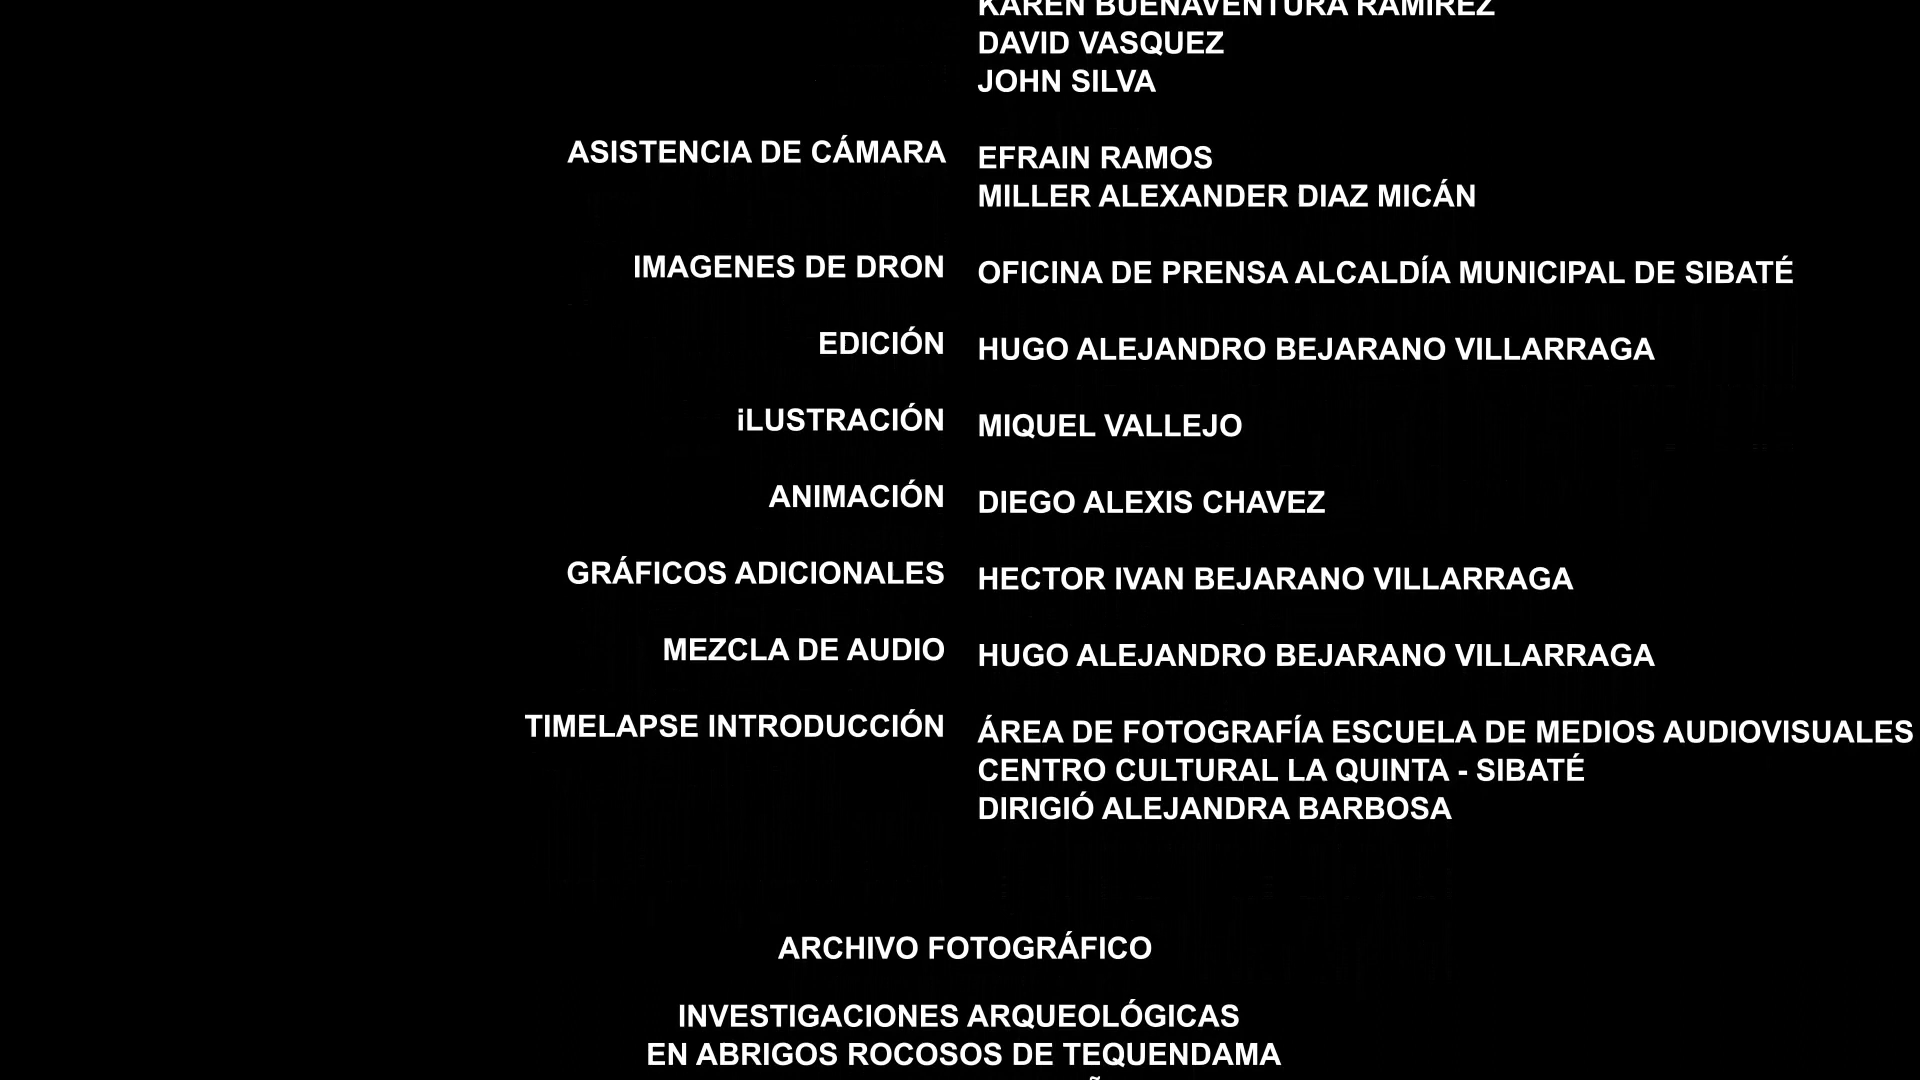 KAREN BUENAVENTURA RAMIREZ
DAVID VASQUEZ
JOHN SILVA
ASISTENCIA DE CÁMARA EFRAIN RAMOS
MILLER ALEXANDER DIAZ MICÁN
IMAGENES DE DRON OFICINA DE PRENSA ALCALDÍA MUNICIPAL DE SIBATÉ
EDICIÓN HUGO ALEJANDRO BEJARANO VILLARRAGA
iLUSTRACIÓN MIQUEL VALLEJO
ANIMACIÓN DIEGO ALEXIS CHAVEZ
GRÁFICOS ADICIONALES HECTOR IVAN BEJARANO VILLARRAGA
MEZCLA DE AUDIO HUGO ALEJANDRO BEJARANO VILLARRAGA
TIMELAPSE INTRODUCCIÓN ÁREA DE FOTOGRAFÍA ESCUELA DE MEDIOS AUDIOVISUALES
CENTRO CULTURAL LA QUINTA - SIBATÉ
DIRIGIÓ ALEJANDRA BARBOSA
ARCHIVO FOTOGRÁFICO
INVESTIGACIONES ARQUEOLÓGICAS
EN ABRIGOS ROCOSOS DE TEQUENDAMA